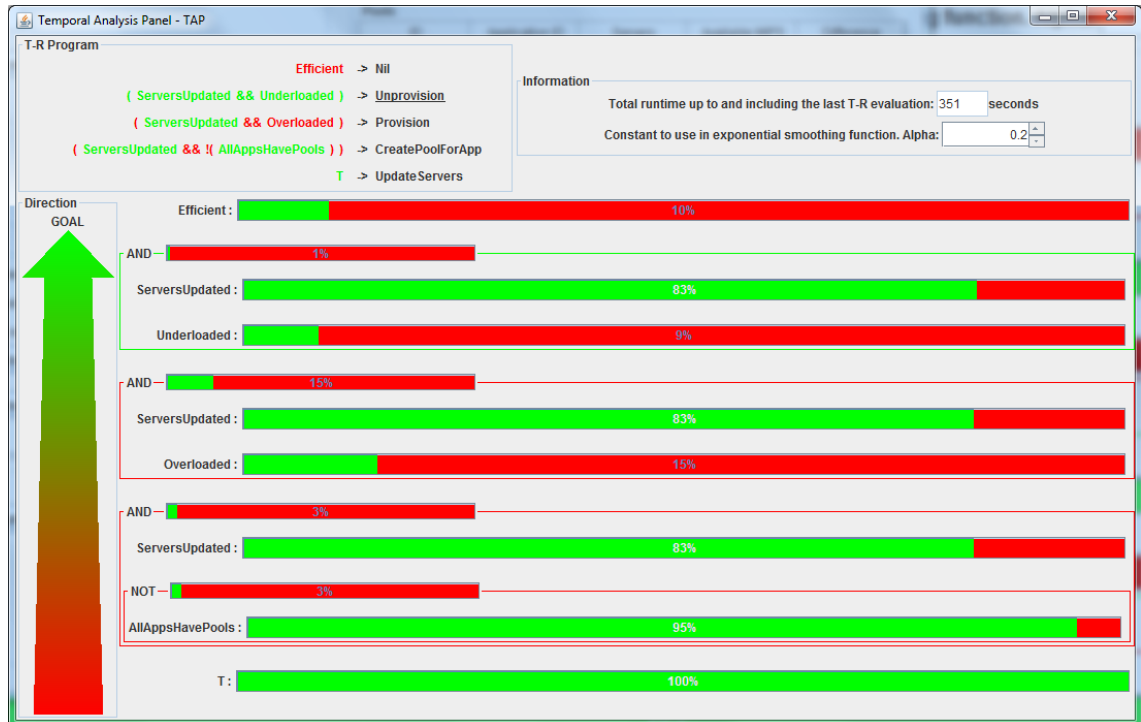 Temporal Analysis Panel - TAP
T-R Program
Efficient -> Nil
( ServersUpdated && Underloaded ) -> Unprovision
( ServersUpdated && Overloaded ) -> Provision
( ServersUpdated && !( AllAppsHavePools ) ) -> CreatePoolForApp
T -> UpdateServers
Information
Total runtime up to and including the last T-R evaluation: 351 seconds
Constant to use in exponential smoothing function. Alpha: 0.2
Direction
GOAL
Efficient : 10%
AND 1%
ServersUpdated : 83%
Underloaded : 9%
AND 15%
ServersUpdated : 83%
Overloaded : 15%
AND 3%
ServersUpdated : 83%
NOT 3%
AllAppsHavePools : 95%
T : 100%